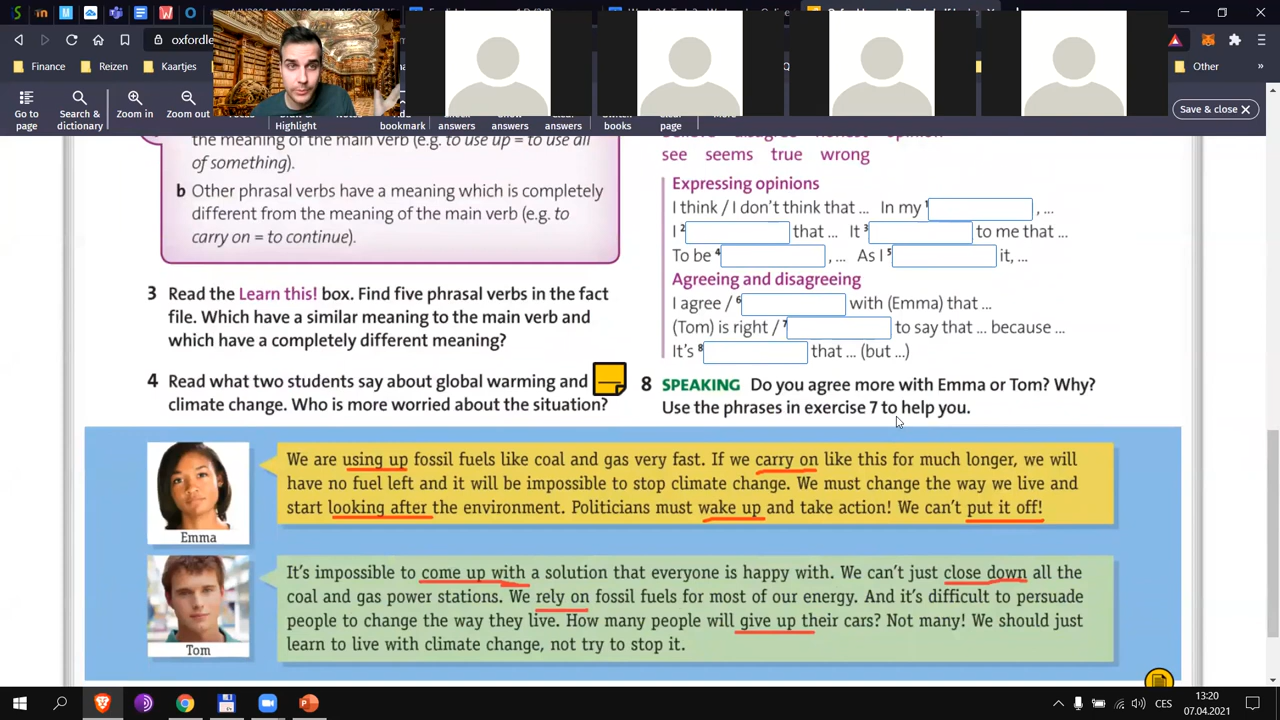 oxfordle
Finance
Reizen
Kaartjes
Other
Go to page
Search & dictionary
Zoom in
Zoom out
Highlight
bookmark
answers
answers
answers
books
page
Save & close
the meaning of the main verb (e.g. to use up = to use all
of something).
b Other phrasal verbs have a meaning which is completely
different from the meaning of the main verb (e.g. to
carry on = to continue).
3 Read the Learn this! box. Find five phrasal verbs in the fact
file. Which have a similar meaning to the main verb and
which have a completely different meaning?
4 Read what two students say about global warming and
climate change. Who is more worried about the situation?
see seems true wrong
Expressing opinions
I think / I don't think that ... In my 1 , ...
I 2 that ... It 3 to me that ...
To be 4 , ... As I 5 it, ...
Agreeing and disagreeing
I agree / 6 with (Emma) that ...
(Tom) is right / 7 to say that ... because ...
It's 8 that ... (but ...)
8 SPEAKING Do you agree more with Emma or Tom? Why?
Use the phrases in exercise 7 to help you.
We are using up fossil fuels like coal and gas very fast. If we carry on like this for much longer, we will
have no fuel left and it will be impossible to stop climate change. We must change the way we live and
start looking after the environment. Politicians must wake up and take action! We can't put it off!
Emma
It's impossible to come up with a solution that everyone is happy with. We can't just close down all the
coal and gas power stations. We rely on fossil fuels for most of our energy. And it's difficult to persuade
people to change the way they live. How many people will give up their cars? Not many! We should just
learn to live with climate change, not try to stop it.
Tom
CES
13:20
07.04.2021